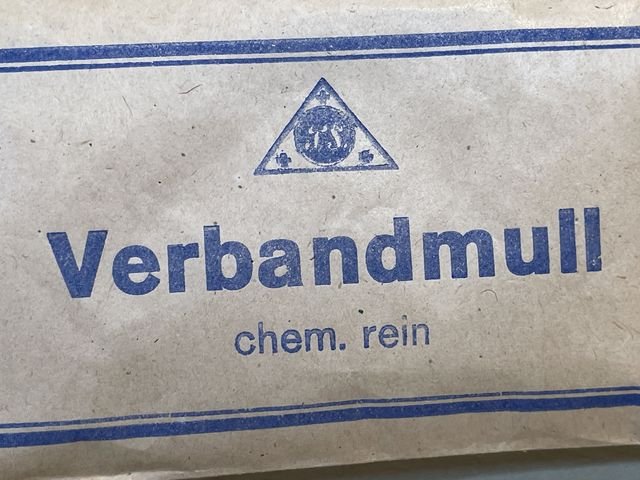 T.S.
Verbandmull
chem. rein